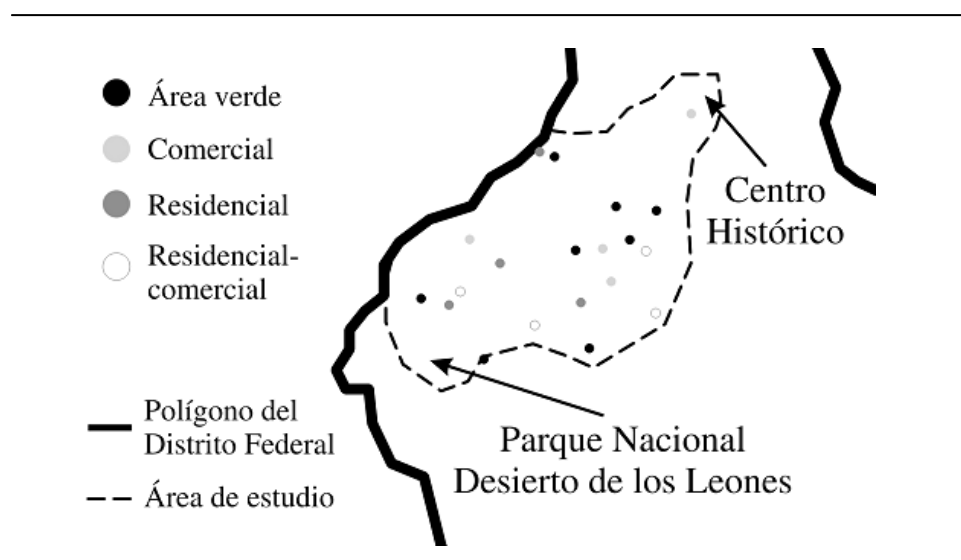 Área verde
Comercial
Residencial
Residencial-
comercial
Polígono del
Distrito Federal
Área de estudio
Centro
Histórico
Parque Nacional
Desierto de los Leones